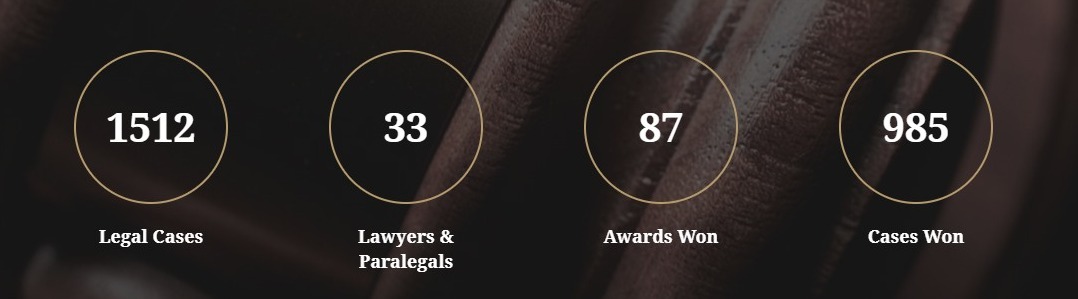 1512
33
87
985
Legal Cases
Lawyers &
Paralegals
Awards Won
Cases Won